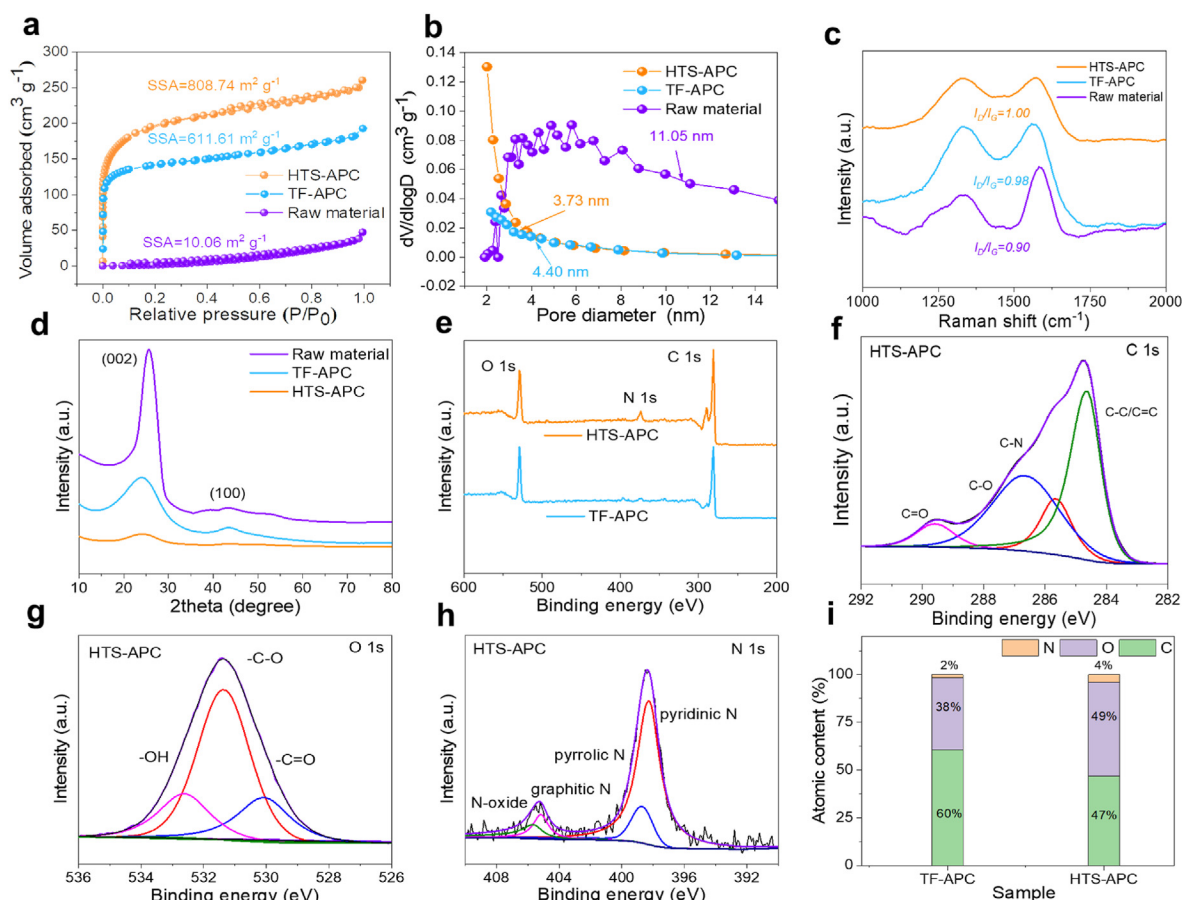 a
300
250
200
150
100
50
0
Volume adsorbed (cm³ g⁻¹)
SSA=808.74 m² g⁻¹
SSA=611.61 m² g⁻¹
HTS-APC
TF-APC
Raw material
SSA=10.06 m² g⁻¹
0.0 0.2 0.4 0.6 0.8 1.0
Relative pressure (P/P₀)
b
0.14
0.12
0.10
0.08
0.06
0.04
0.02
0.00
-0.02
dV/dlogD (cm³ g⁻¹)
HTS-APC
TF-APC
Raw material
11.05 nm
3.73 nm
4.40 nm
0 2 4 6 8 10 12 14
Pore diameter (nm)
c
Intensity (a.u.)
HTS-APC
TF-APC
Raw material
I_D/I_G=1.00
I_D/I_G=0.98
I_D/I_G=0.90
1000 1250 1500 1750 2000
Raman shift (cm⁻¹)
d
Intensity (a.u.)
(002)
Raw material
TF-APC
HTS-APC
(100)
10 20 30 40 50 60 70 80
2theta (degree)
e
Intensity (a.u.)
O 1s
N 1s
C 1s
HTS-APC
TF-APC
600 500 400 300 200
Binding energy (eV)
f
Intensity (a.u.)
HTS-APC
C 1s
C-C/C=C
C-N
C-O
C=O
292 290 288 286 284 282
Binding energy (eV)
g
Intensity (a.u.)
HTS-APC
O 1s
-C-O
-OH
-C=O
536 534 532 530 528 526
Binding energy (eV)
h
Intensity (a.u.)
HTS-APC
N 1s
pyridinic N
pyrrolic N
graphitic N
N-oxide
408 404 400 396 392
Binding energy (eV)
i
Atomic content (%)
N O C
100
75
50
25
0
2%
38%
60%
4%
49%
47%
TF-APC HTS-APC
Sample